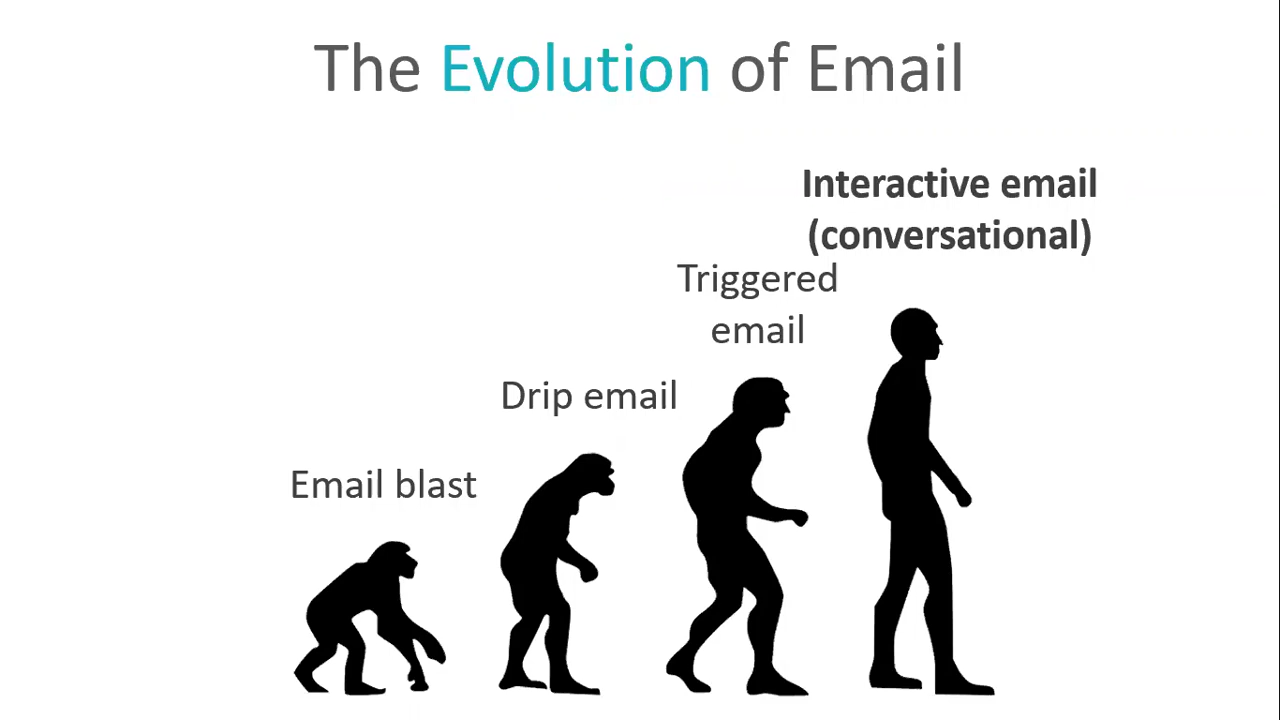 The Evolution of Email
Interactive email
(conversational)
Triggered
email
Drip email
Email blast